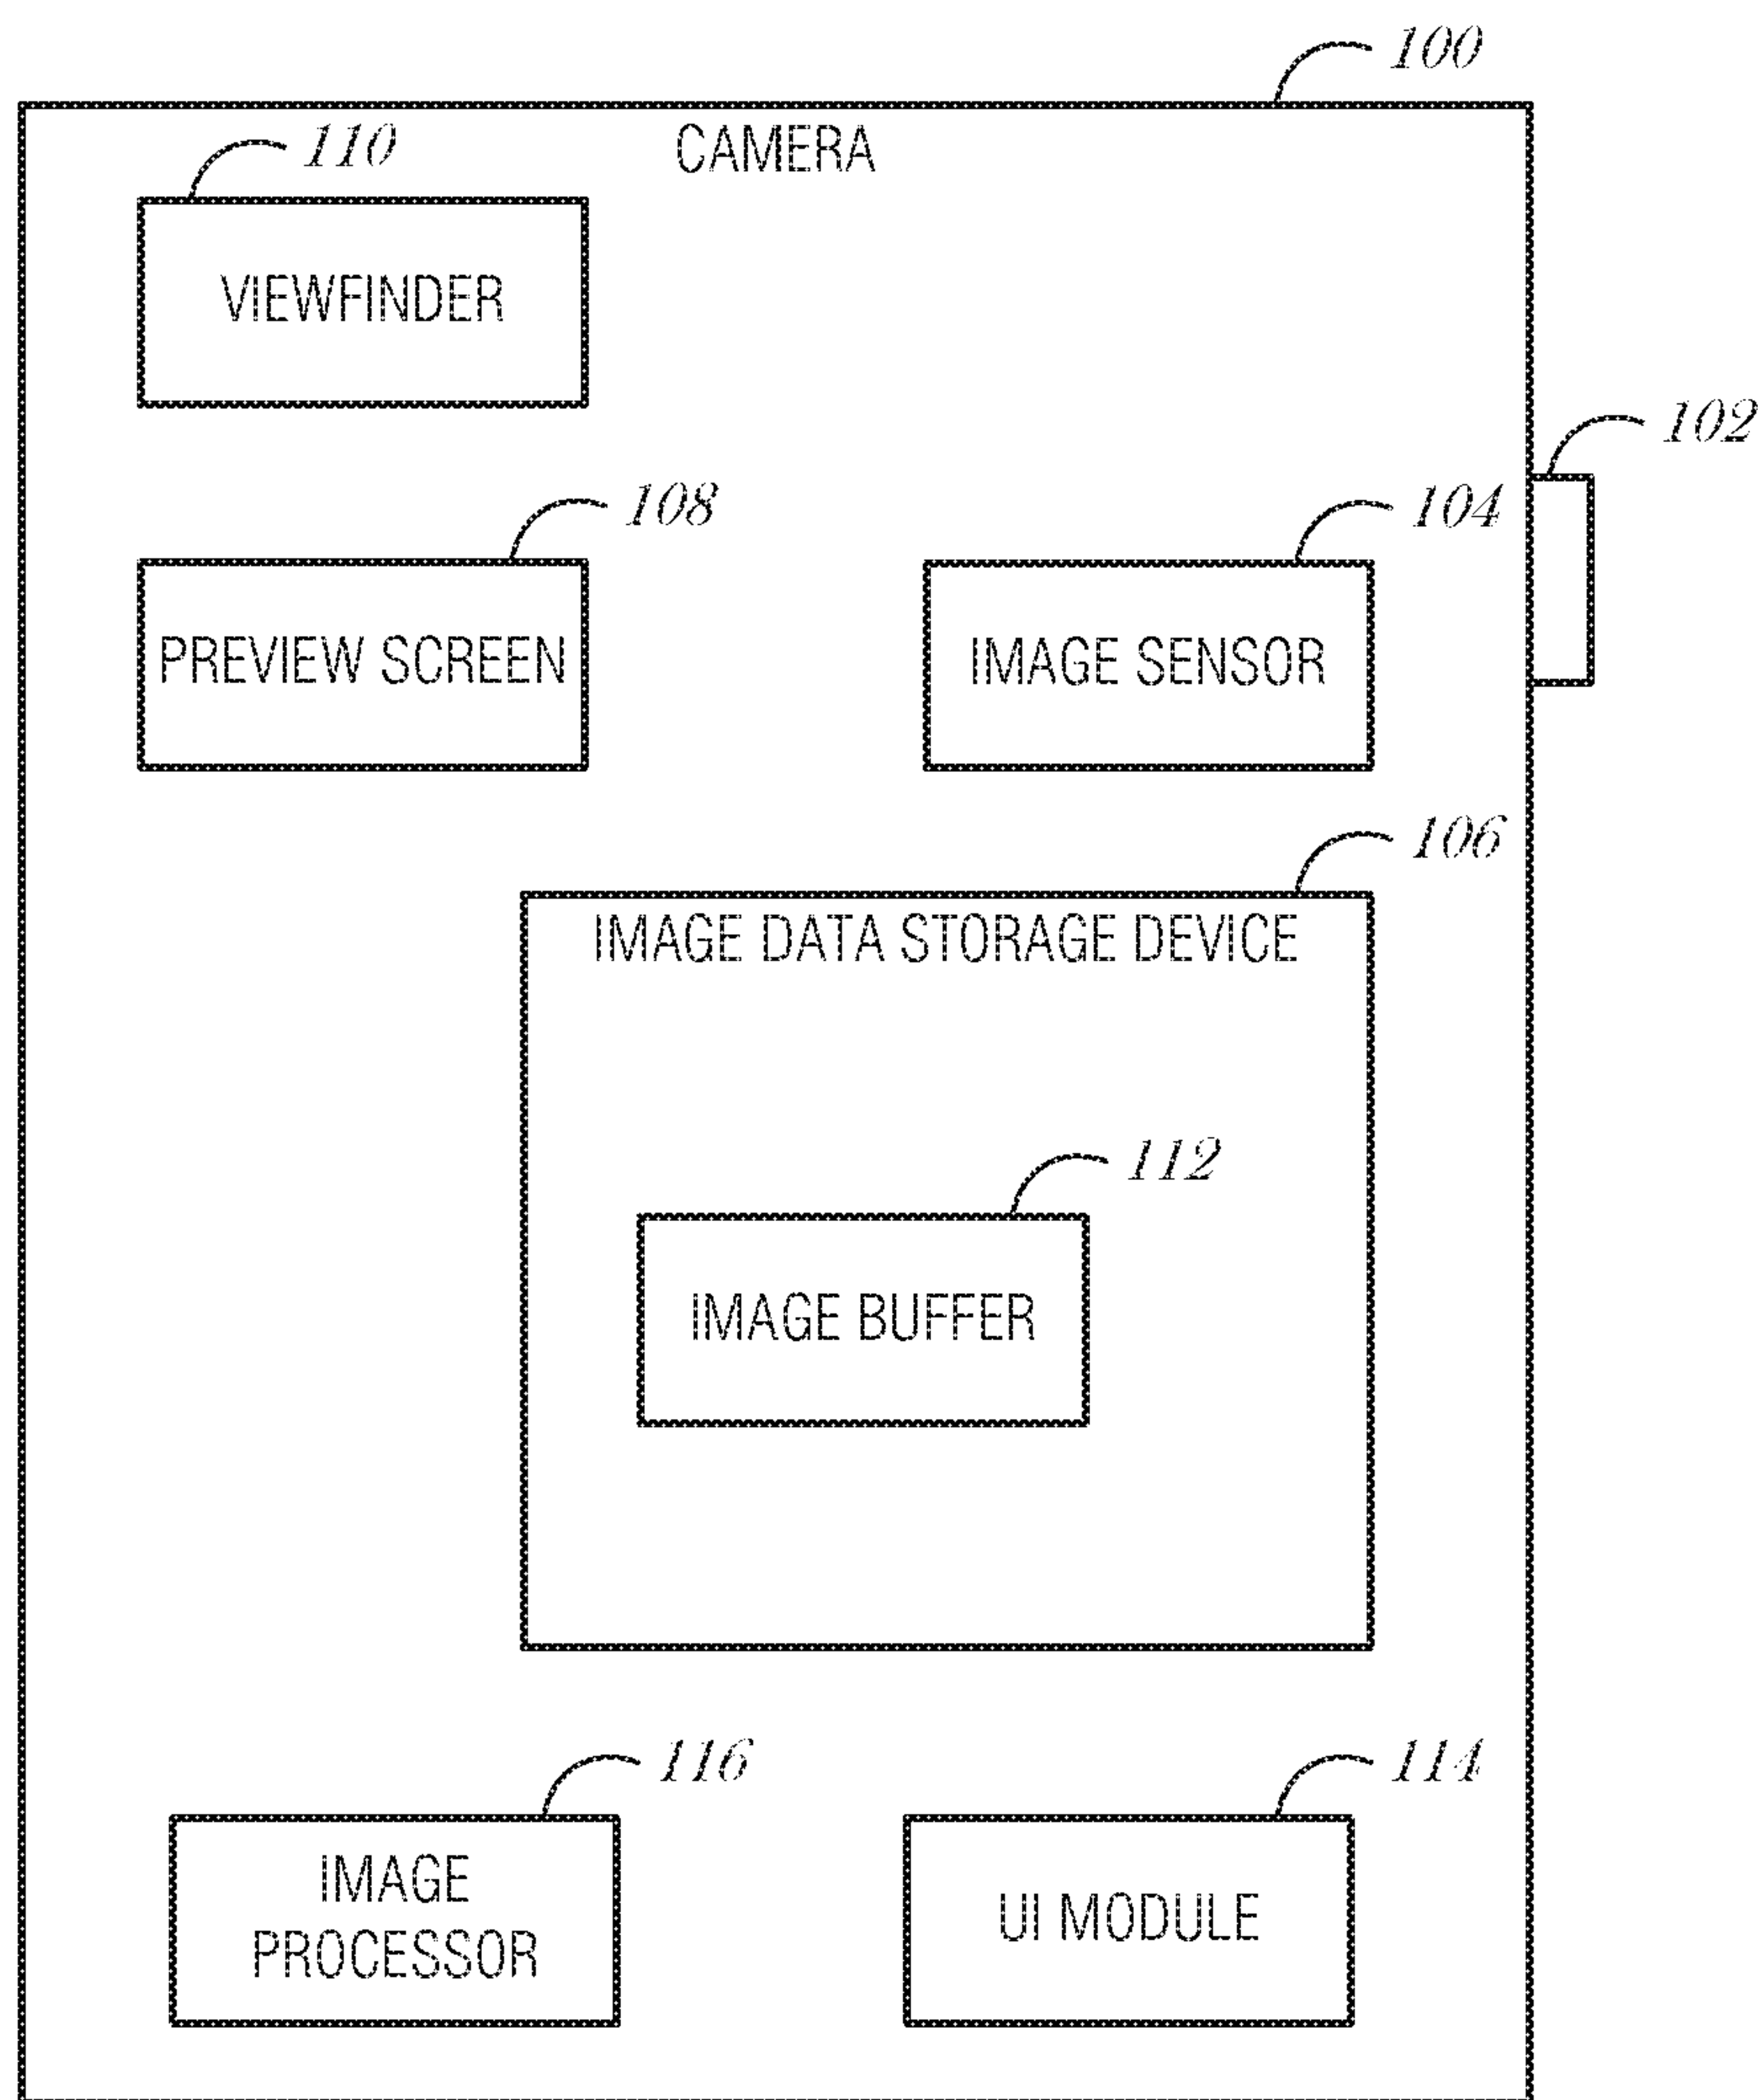 100
CAMERA
110
VIEWFINDER
102
108
104
PREVIEW SCREEN
IMAGE SENSOR
106
IMAGE DATA STORAGE DEVICE
112
IMAGE BUFFER
116
114
IMAGE
PROCESSOR
UI MODULE